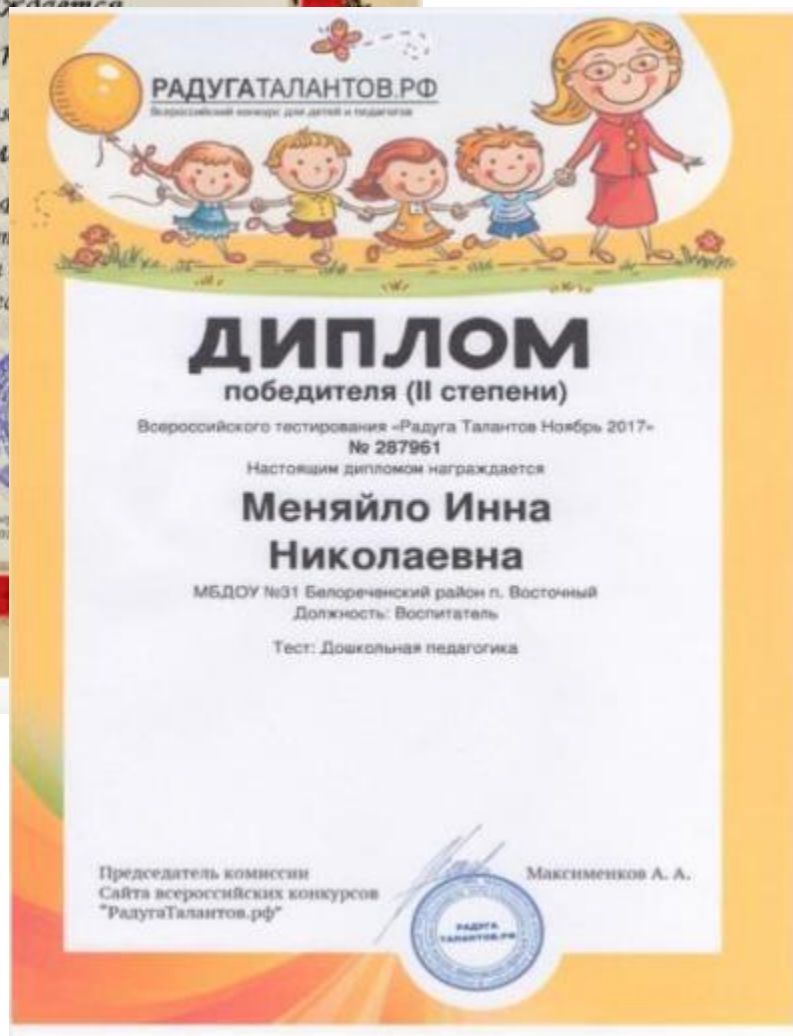 ждается
РАДУГАТАЛАНТОВ.РФ
Всероссийский конкурс для детей и педагогов
ДИПЛОМ
победителя (II степени)
Всероссийского тестирования «Радуга Талантов Ноябрь 2017»
№ 287961
Настоящим дипломом награждается
Меняйло Инна
Николаевна
МБДОУ №31 Белореченский район п. Восточный
Должность: Воспитатель
Тест: Дошкольная педагогика
Председатель комиссии
Сайта всероссийских конкурсов
"РадугаТалантов.рф"
Максименков А. А.
РАДУГА
ТАЛАНТОВ.РФ